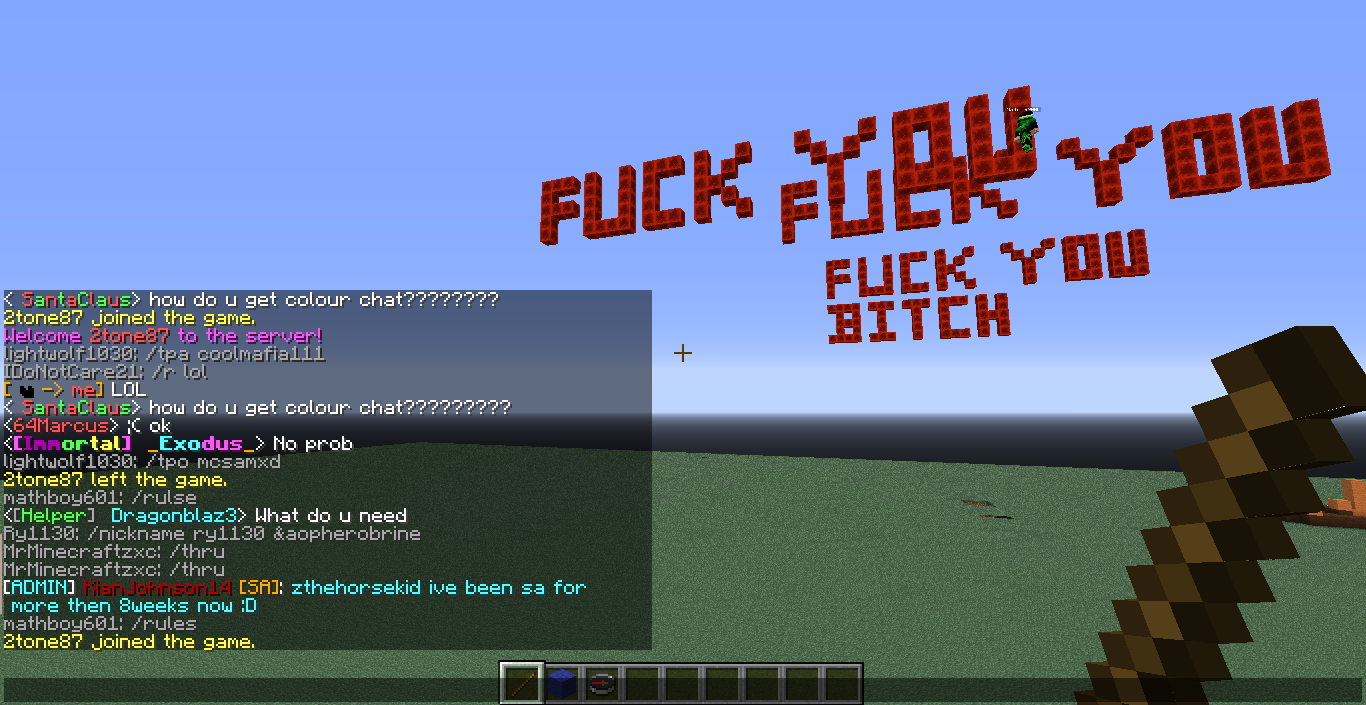 FUCK YOU
FUCK YOU
FUCK YOU
BITCH
< SantaClaus> how do u get colour chat????????
2tone87 joined the game.
Welcome 2tone87 to the server!
lightwolf1030: /tpa coolmafia111
IDoNotCare21: /r lol
[ -> me] LOL
< SantaClaus> how do u get colour chat?????????
<64Marcus> ;C ok
<[Immortal] _Exodus_> No prob
lightwolf1030: /tpo mcsamxd
2tone87 left the game.
mathboy601: /rulse
<[Helper] Dragonblaz3> What do u need
Ry1130: /nickname ry1130 &aopherobrine
MrMinecraftzxc: /thru
MrMinecraftzxc: /thru
[ADMIN] KianJohnson14 [SA]: zthehorsekid ive been sa for
more then 8weeks now :D
mathboy601: /rules
2tone87 joined the game.